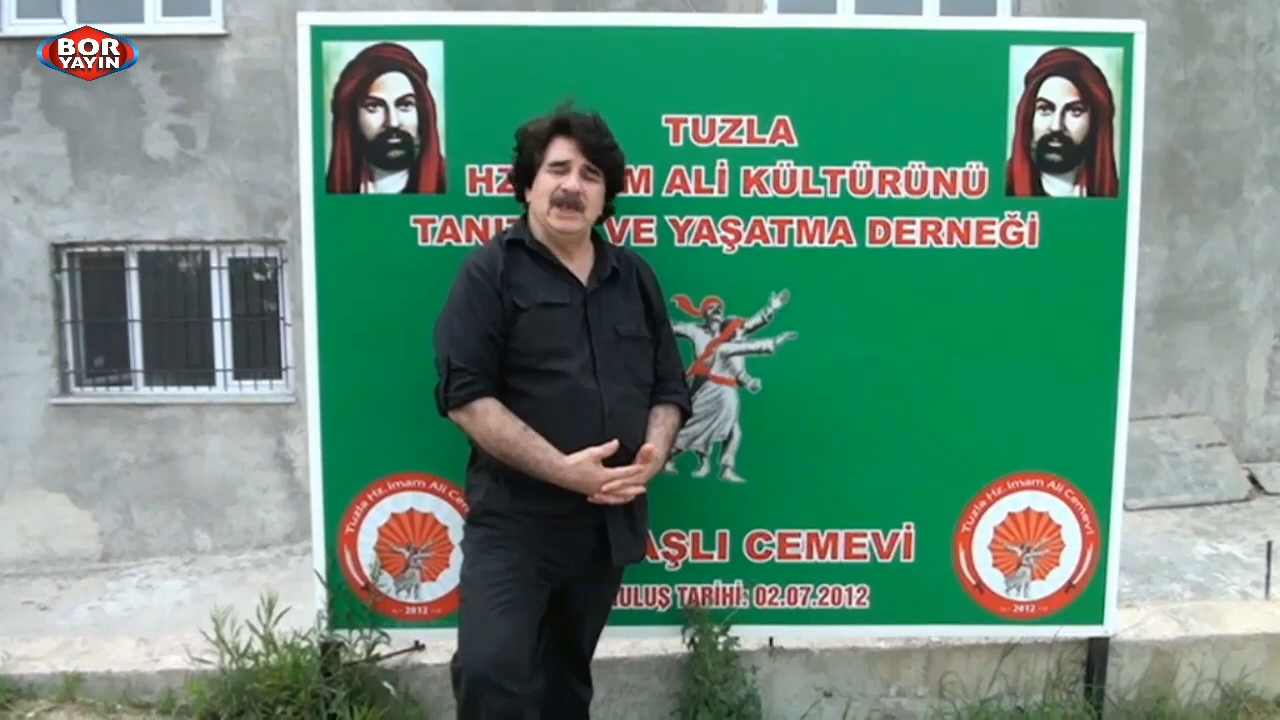 BOR
YAYIN
TUZLA
HZ. ALİ KÜLTÜRÜNÜ
VE YAŞATMA DERNEĞİ
CEMEVİ
TARİHİ: 02.07.2012
Tuzla Hz. İmam Ali
2012
Tuzla Hz. İmam Ali Cemevi
2012